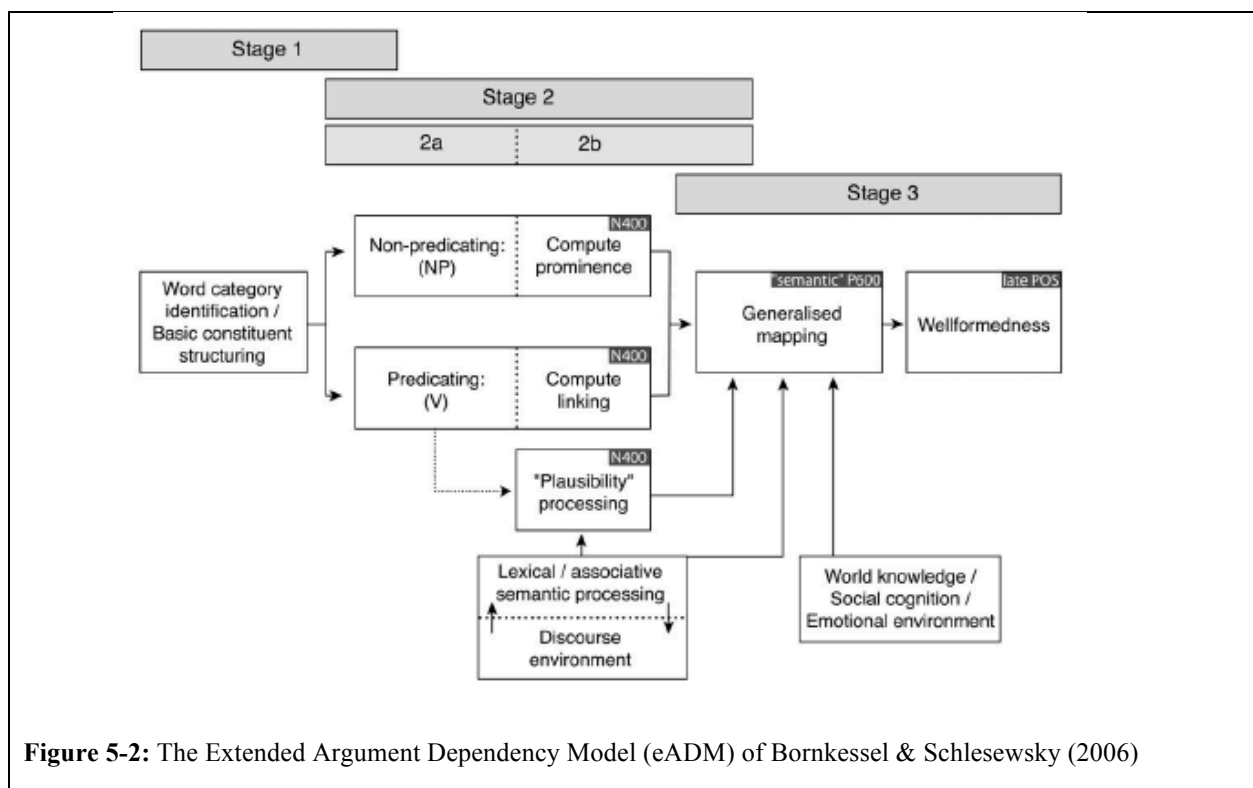 Stage 1
Stage 2
2a
2b
Stage 3
Word category
identification /
Basic constituent
structuring
Non-predicating:
(NP)
N400
Compute
prominence
Predicating:
(V)
N400
Compute
linking
N400
"Plausibility"
processing
Lexical / associative
semantic processing
Discourse
environment
"semantic" P600
Generalised
mapping
late POS
Wellformedness
World knowledge /
Social cognition /
Emotional environment
Figure 5-2: The Extended Argument Dependency Model (eADM) of Bornkessel & Schlesewsky (2006)